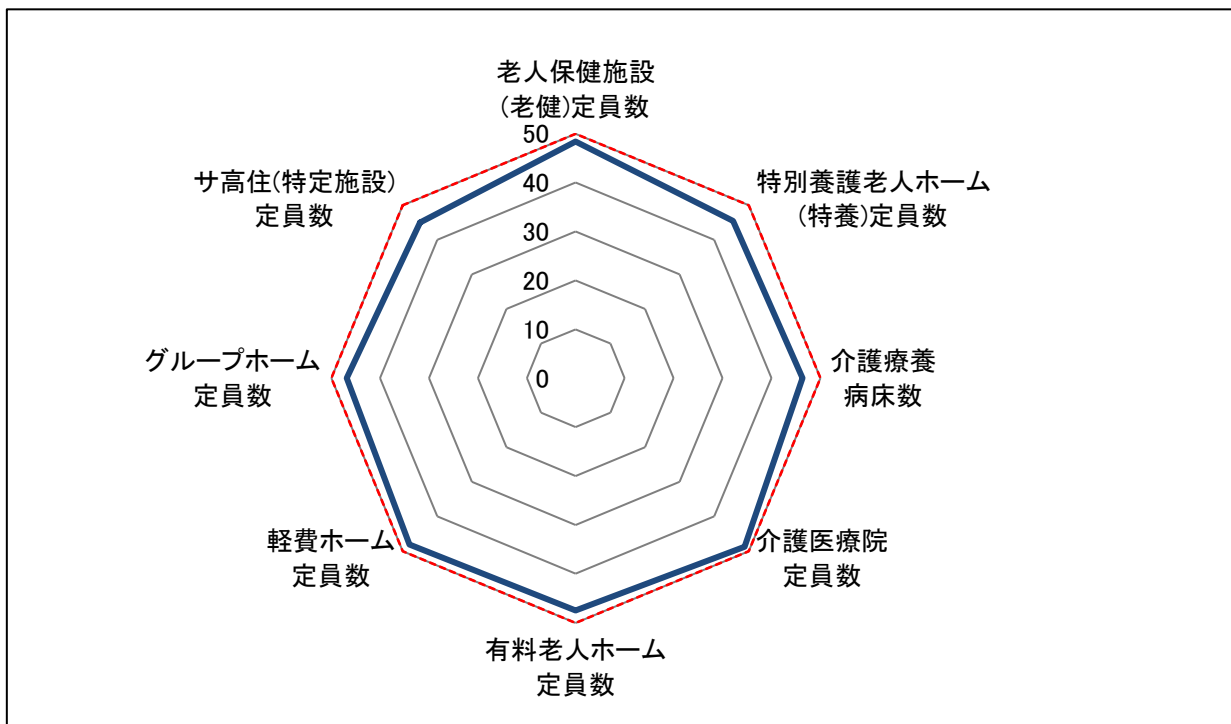 老人保健施設
(老健)定員数
特別養護老人ホーム
(特養)定員数
介護療養
病床数
介護医療院
定員数
有料老人ホーム
定員数
軽費ホーム
定員数
グループホーム
定員数
サ高住(特定施設)
定員数
50
40
30
20
10
0